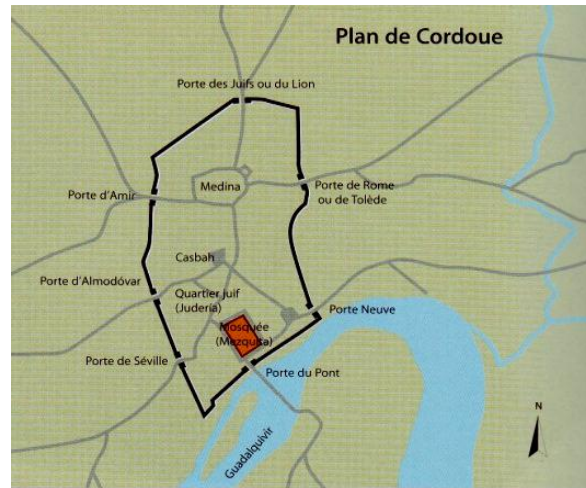 Plan de Cordoue
Porte des Juifs ou du Lion
Medina
Porte de Rome
ou de Tolède
Porte d'Amir
Casbah
Porte d'Almodóvar
Quartier juif
(Juderia)
Porte Neuve
Mosquée
(Mezquita)
Porte de Séville
Porte du Pont
Guadalquivir
N